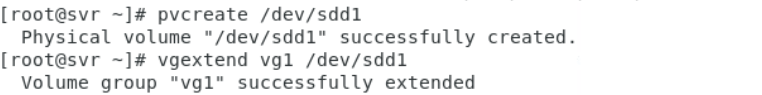 [root@svr ~]# pvcreate /dev/sdd1
  Physical volume "/dev/sdd1" successfully created.
[root@svr ~]# vgextend vg1 /dev/sdd1
  Volume group "vg1" successfully extended